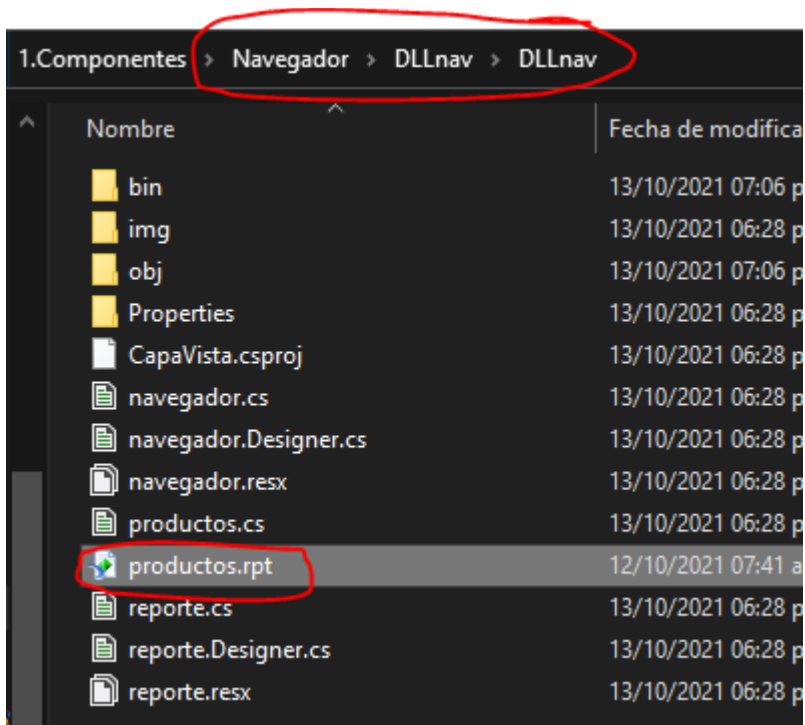 1.Componentes > Navegador > DLLnav > DLLnav
Nombre Fecha de modifica
bin 13/10/2021 07:06 p
img 13/10/2021 06:28 p
obj 13/10/2021 07:06 p
Properties 13/10/2021 06:28 p
CapaVista.csproj 13/10/2021 06:28 p
navegador.cs 13/10/2021 06:28 p
navegador.Designer.cs 13/10/2021 06:28 p
navegador.resx 13/10/2021 06:28 p
productos.cs 13/10/2021 06:28 p
productos.rpt 12/10/2021 07:41 a
reporte.cs 13/10/2021 06:28 p
reporte.Designer.cs 13/10/2021 06:28 p
reporte.resx 13/10/2021 06:28 p